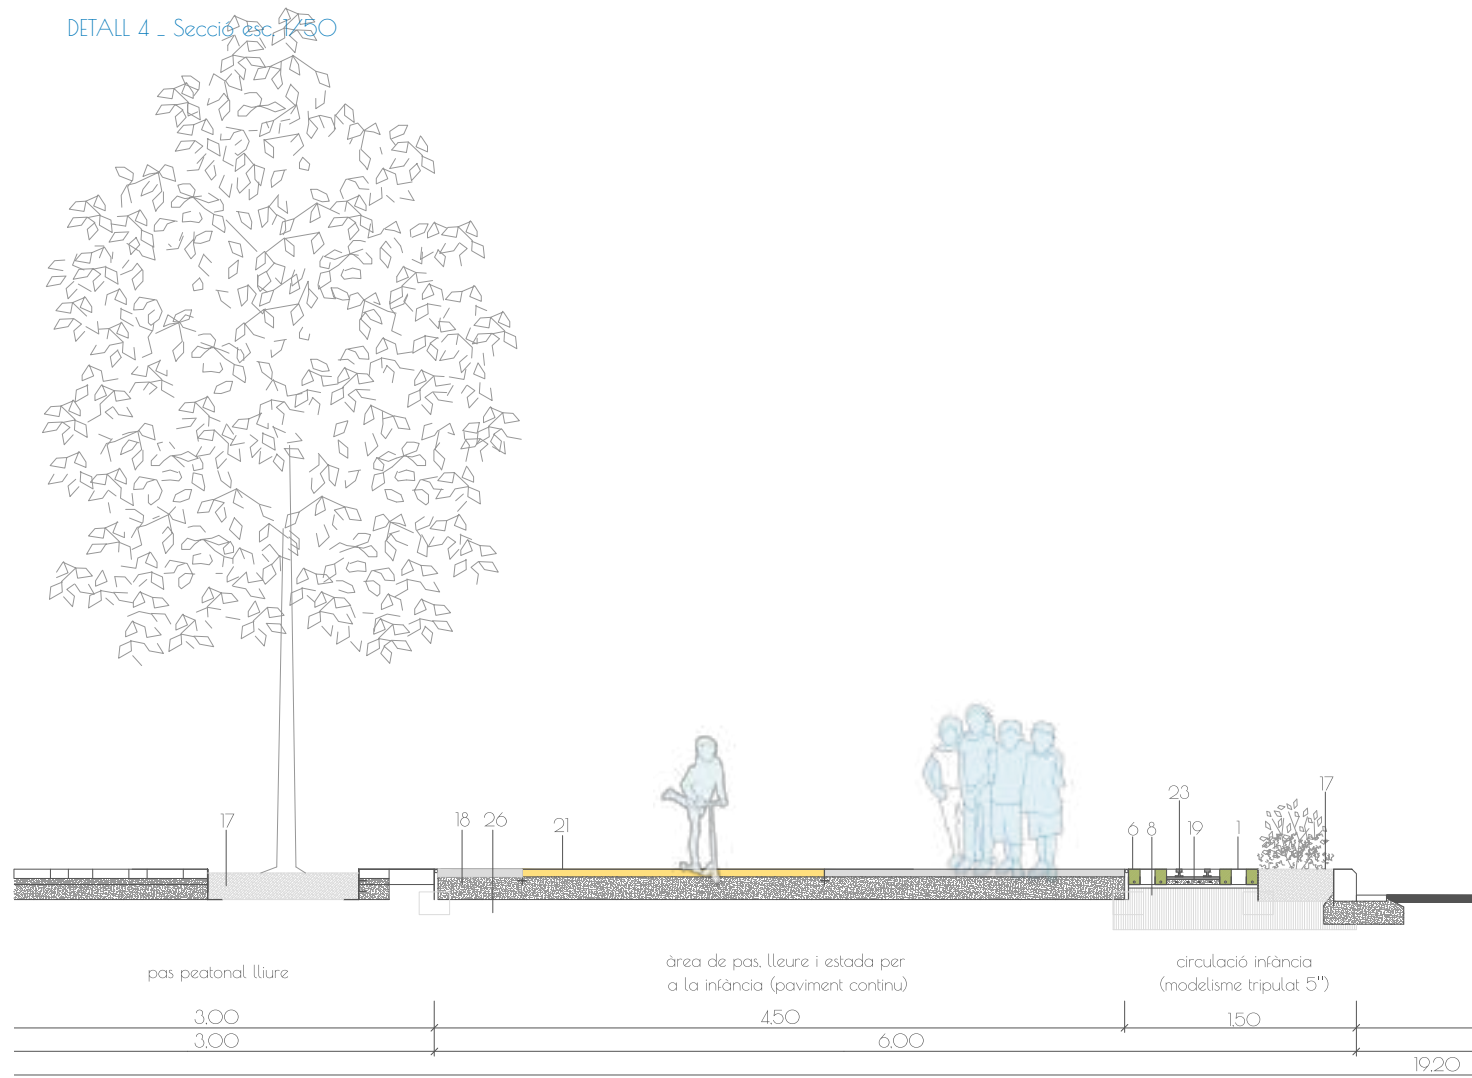 DETALL 4 _ Secció esc. 1/50
17
18 26
21
23
17
6 8
19
1
pas peatonal lliure
àrea de pas, lleure i estada per
a la infància (paviment continu)
circulació infància
(modelisme tripulat 5")
3.00
4.50
1.50
3.00
6.00
19.20